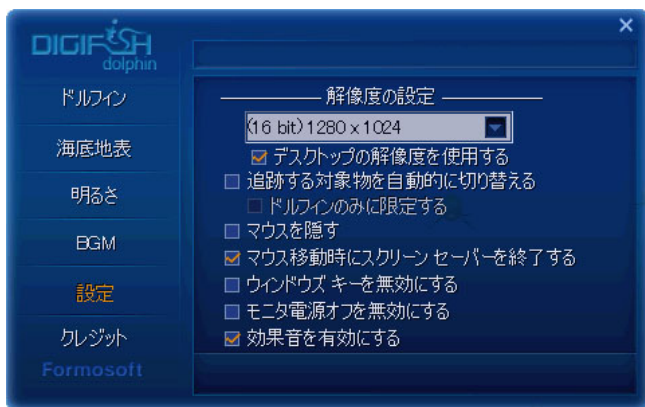 DIGIFISH
dolphin
ドルフィン
海底地表
明るさ
BGM
設定
クレジット
Formosoft
解像度の設定
(16 bit) 1280 x 1024
デスクトップの解像度を使用する
追跡する対象物を自動的に切り替える
ドルフィンのみに限定する
マウスを隠す
マウス移動時にスクリーン セーバーを終了する
ウィンドウズ キーを無効にする
モニタ電源オフを無効にする
効果音を有効にする